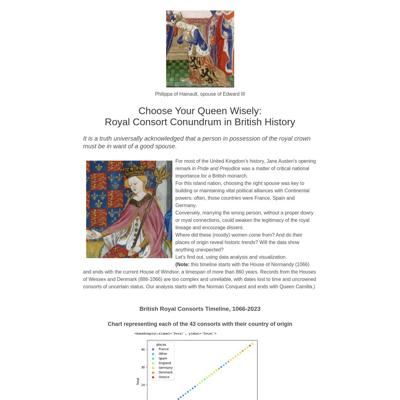 Philippa of Hainault, spouse of Edward III
Choose Your Queen Wisely:
Royal Consort Conundrum in British History
It is a truth universally acknowledged that a person in possession of the royal crown
must be in want of a good spouse.
For most of the United Kingdom's history, Jane Austen's opening
remark in Pride and Prejudice was a matter of critical national
importance for a British monarch.
For this island nation, choosing the right spouse was key to
building or maintaining vital political alliances with Continental
powers; often, those countries were France, Spain and
Germany.
Conversely, marrying the wrong person, without a proper dowry
or royal connections, could weaken the legitimacy of the royal
lineage and encourage dissent.
Where did these (mostly) women come from? And do their
places of origin reveal historic trends? Will the data show
anything unexpected?
Let's find out, using data analysis and visualization.
(Note: this timeline starts with the House of Normandy (1066)
and ends with the current House of Windsor, a timespan of more than 880 years. Records from the Houses
of Wessex and Denmark (886-1066) are too complex and unreliable, with dates lost to time and uncrowned
consorts of uncertain status. Our analysis starts with the Norman Conquest and ends with Queen Camilla.)
British Royal Consorts Timeline, 1066-2023
Chart representing each of the 43 consorts with their country of origin
places
France
Other
Spain
England
Germany
Denmark
Greece
40
30
20
Total